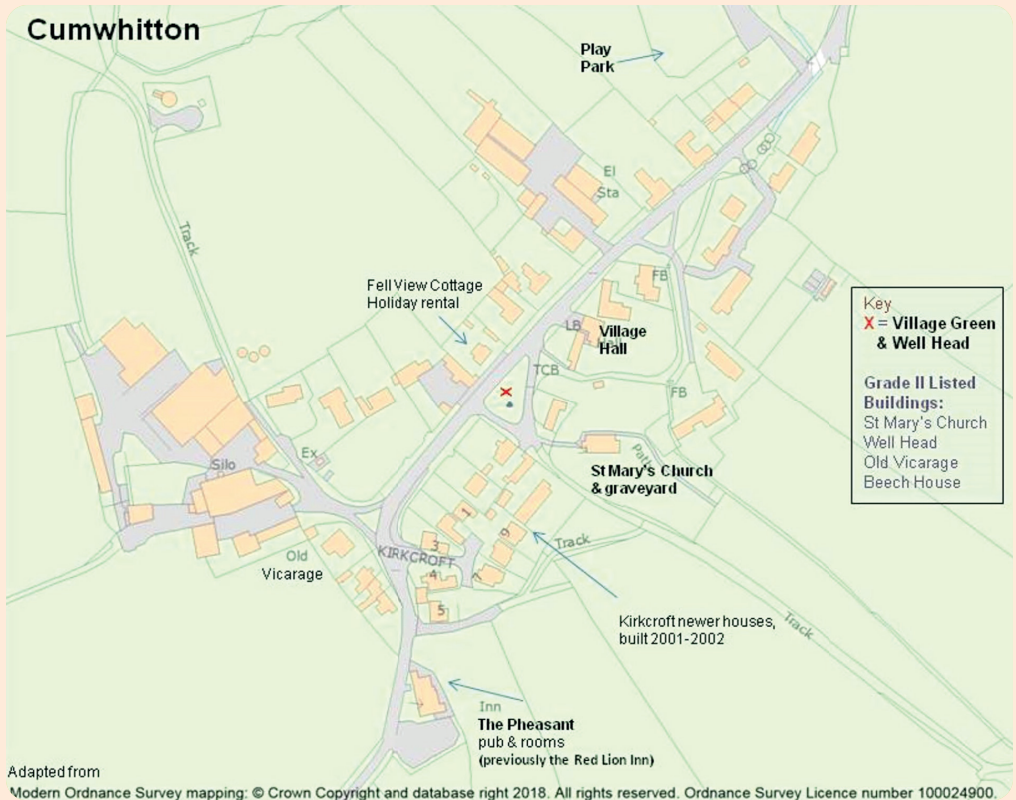 Cumwhitton
Play
Park
El
Sta
Track
Fell View Cottage
Holiday rental
FB
LB
Village
Hall
TCB
Key
X = Village Green
& Well Head
Grade II Listed
Buildings:
St Mary's Church
Well Head
Old Vicarage
Beech House
FB
Ex
Silo
Path
St Mary's Church
& graveyard
1
9
3
KIRKCROFT
4
7
5
Track
Old
Vicarage
Kirkcroft newer houses,
built 2001-2002
Track
Inn
The Pheasant
pub & rooms
(previously the Red Lion Inn)
Adapted from
Modern Ordnance Survey mapping: © Crown Copyright and database right 2018. All rights reserved. Ordnance Survey Licence number 100024900.